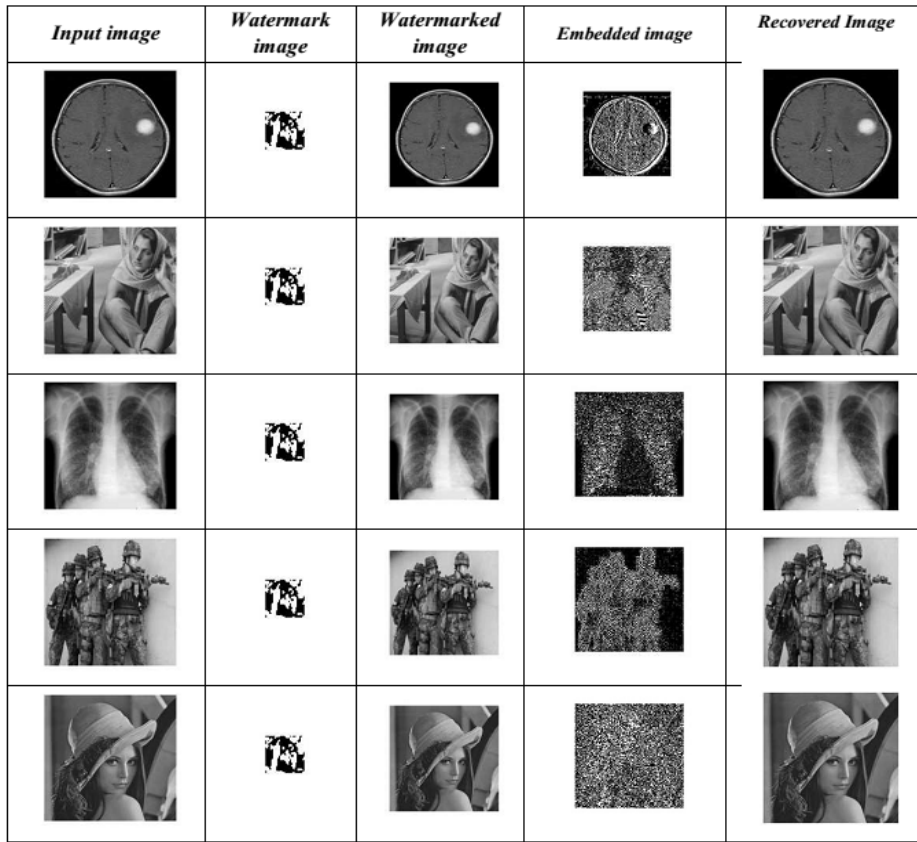 Input image
Watermark
image
Watermarked
image
Embedded image
Recovered Image